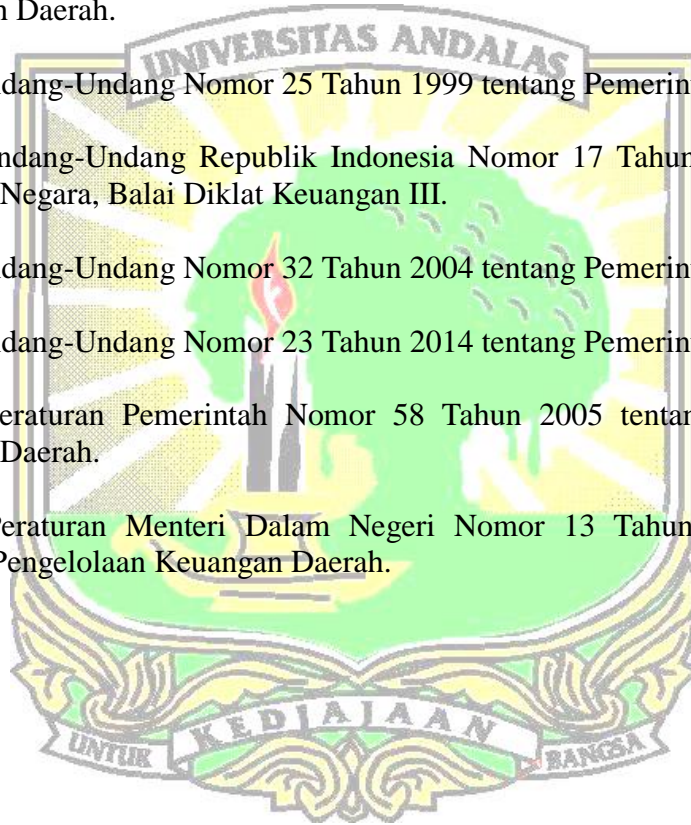 n Daerah.
UNIVERSITAS ANDALAS
dang-Undang Nomor 25 Tahun 1999 tentang Pemerin
ndang-Undang Republik Indonesia Nomor 17 Tahun
Negara, Balai Diklat Keuangan III.
dang-Undang Nomor 32 Tahun 2004 tentang Pemerin
dang-Undang Nomor 23 Tahun 2014 tentang Pemerin
eraturan Pemerintah Nomor 58 Tahun 2005 tentan
Daerah.
Peraturan Menteri Dalam Negeri Nomor 13 Tahun
Pengelolaan Keuangan Daerah.
UNTUK KEDJAJAAN BANGSA